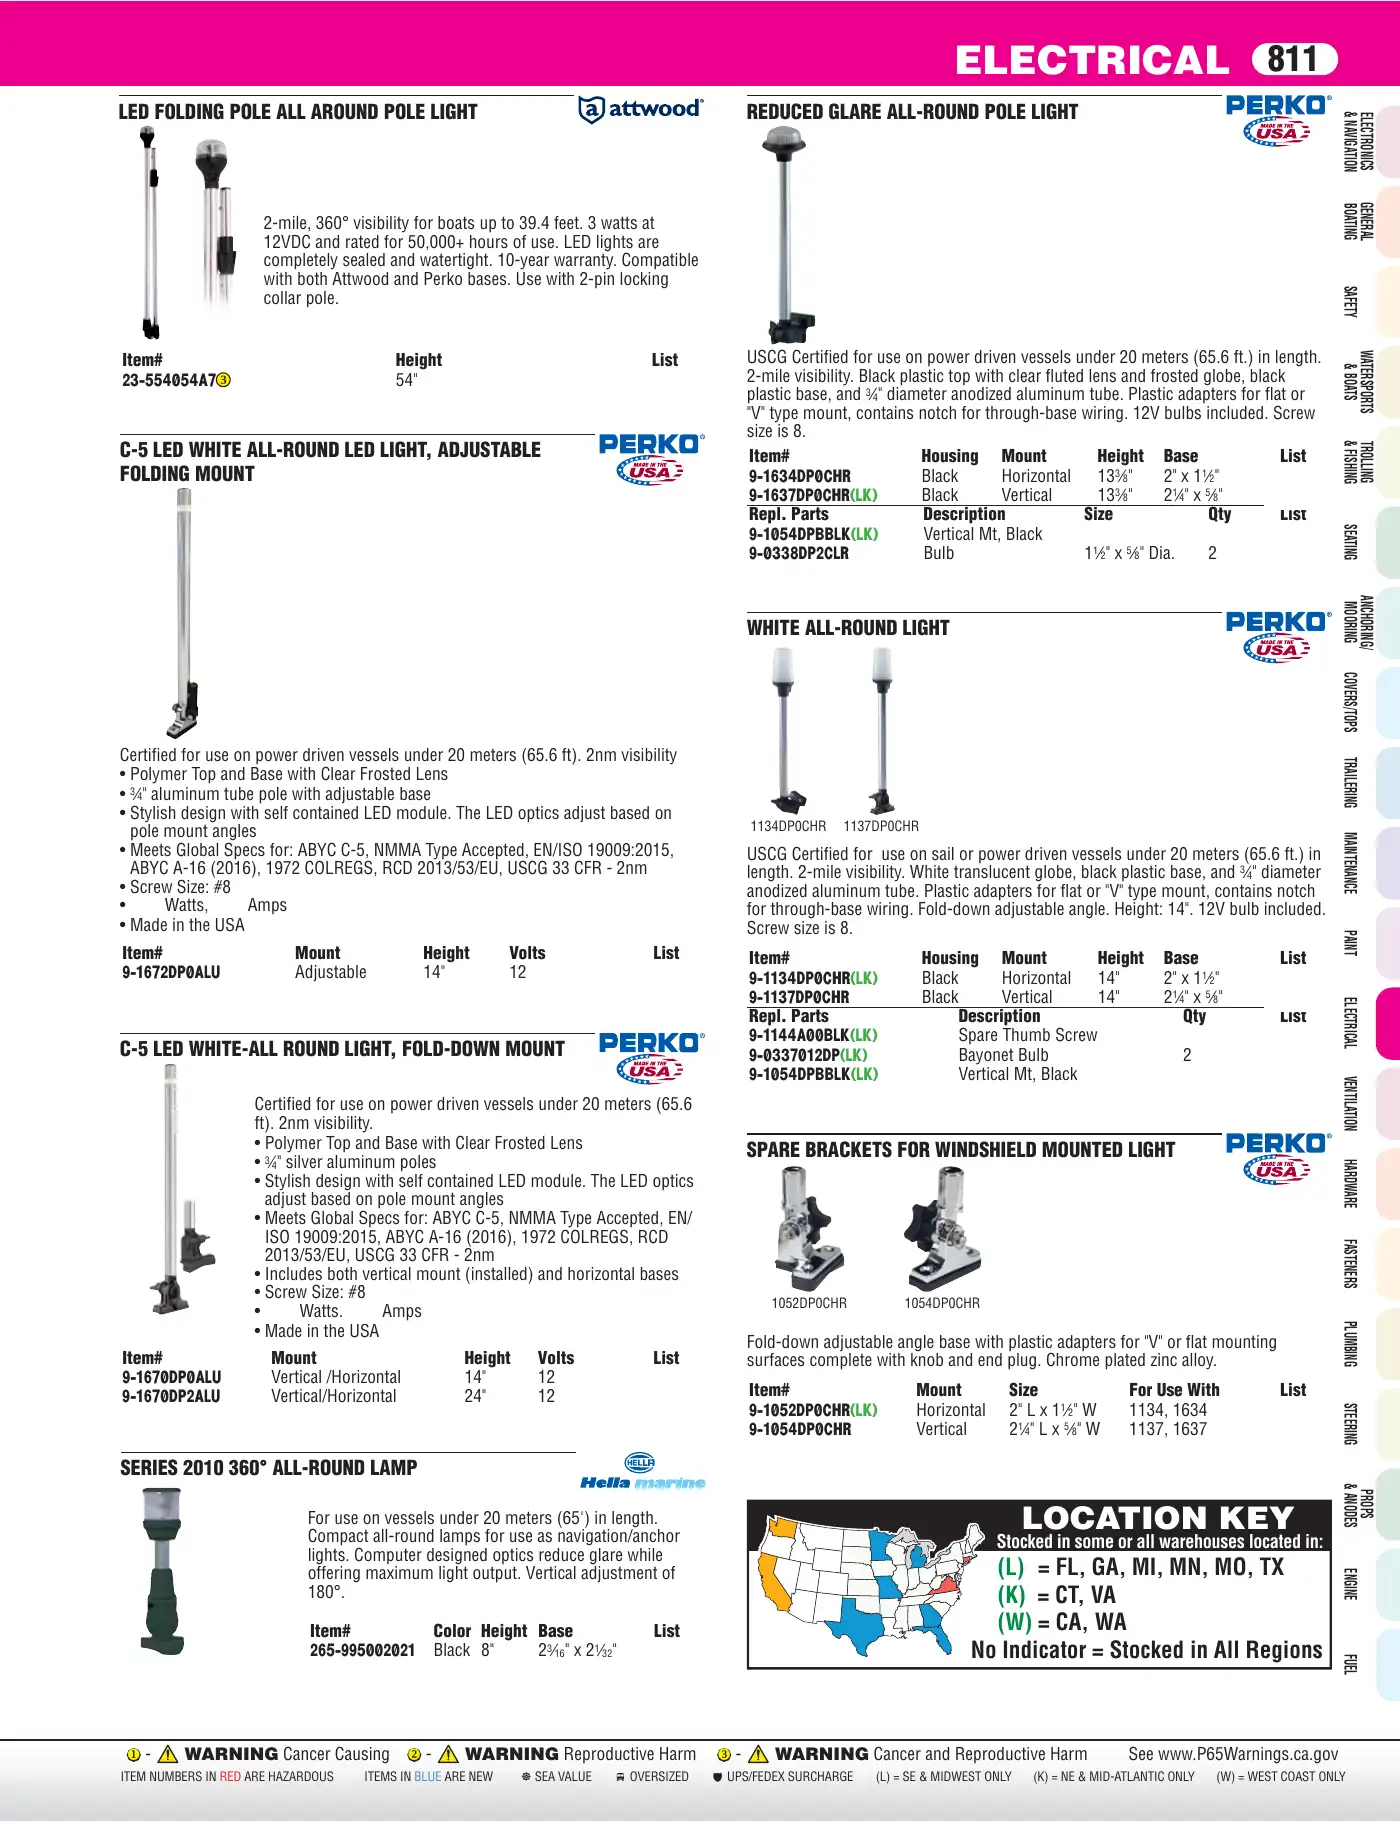 ELECTRICAL 811
LED FOLDING POLE ALL AROUND POLE LIGHT
attwood
2-mile, 360° visibility for boats up to 39.4 feet. 3 watts at
12VDC and rated for 50,000+ hours of use. LED lights are
completely sealed and watertight. 10-year warranty. Compatible
with both Attwood and Perko bases. Use with 2-pin locking
collar pole.
Item# Height List
23-554054A7 3 54"
C-5 LED WHITE ALL-ROUND LED LIGHT, ADJUSTABLE
FOLDING MOUNT
PERKO
MADE IN THE
USA
Certified for use on power driven vessels under 20 meters (65.6 ft). 2nm visibility
• Polymer Top and Base with Clear Frosted Lens
• ¾" aluminum tube pole with adjustable base
• Stylish design with self contained LED module. The LED optics adjust based on
pole mount angles
• Meets Global Specs for: ABYC C-5, NMMA Type Accepted, EN/ISO 19009:2015,
ABYC A-16 (2016), 1972 COLREGS, RCD 2013/53/EU, USCG 33 CFR - 2nm
• Screw Size: #8
• Watts, Amps
• Made in the USA
Item# Mount Height Volts List
9-1672DP0ALU Adjustable 14" 12
C-5 LED WHITE-ALL ROUND LIGHT, FOLD-DOWN MOUNT
PERKO
MADE IN THE
USA
Certified for use on power driven vessels under 20 meters (65.6
ft). 2nm visibility.
• Polymer Top and Base with Clear Frosted Lens
• ¾" silver aluminum poles
• Stylish design with self contained LED module. The LED optics
adjust based on pole mount angles
• Meets Global Specs for: ABYC C-5, NMMA Type Accepted, EN/
ISO 19009:2015, ABYC A-16 (2016), 1972 COLREGS, RCD
2013/53/EU, USCG 33 CFR - 2nm
• Includes both vertical mount (installed) and horizontal bases
• Screw Size: #8
• Watts. Amps
• Made in the USA
Item# Mount Height Volts List
9-1670DP0ALU Vertical /Horizontal 14" 12
9-1670DP2ALU Vertical/Horizontal 24" 12
SERIES 2010 360° ALL-ROUND LAMP
HELLA
Hella marine
For use on vessels under 20 meters (65') in length.
Compact all-round lamps for use as navigation/anchor
lights. Computer designed optics reduce glare while
offering maximum light output. Vertical adjustment of
180°.
Item# Color Height Base List
265-995002021 Black 8" 2³⁄₁₆" x 2¹⁄₃₂"
REDUCED GLARE ALL-ROUND POLE LIGHT
PERKO
MADE IN THE
USA
USCG Certified for use on power driven vessels under 20 meters (65.6 ft.) in length.
2-mile visibility. Black plastic top with clear fluted lens and frosted globe, black
plastic base, and ¾" diameter anodized aluminum tube. Plastic adapters for flat or
"V" type mount, contains notch for through-base wiring. 12V bulbs included. Screw
size is 8.
Item# Housing Mount Height Base List
9-1634DP0CHR Black Horizontal 13⅜" 2" x 1½"
9-1637DP0CHR(LK) Black Vertical 13⅜" 2¼" x ⅝"
Repl. Parts Description Size Qty List
9-1054DPBBLK(LK) Vertical Mt, Black
9-0338DP2CLR Bulb 1½" x ⅝" Dia. 2
WHITE ALL-ROUND LIGHT
PERKO
MADE IN THE
USA
1134DP0CHR 1137DP0CHR
USCG Certified for use on sail or power driven vessels under 20 meters (65.6 ft.) in
length. 2-mile visibility. White translucent globe, black plastic base, and ¾" diameter
anodized aluminum tube. Plastic adapters for flat or "V" type mount, contains notch
for through-base wiring. Fold-down adjustable angle. Height: 14". 12V bulb included.
Screw size is 8.
Item# Housing Mount Height Base List
9-1134DP0CHR(LK) Black Horizontal 14" 2" x 1½"
9-1137DP0CHR Black Vertical 14" 2¼" x ⅝"
Repl. Parts Description Qty List
9-1144A00BLK(LK) Spare Thumb Screw
9-0337012DP(LK) Bayonet Bulb 2
9-1054DPBBLK(LK) Vertical Mt, Black
SPARE BRACKETS FOR WINDSHIELD MOUNTED LIGHT
PERKO
MADE IN THE
USA
1052DP0CHR 1054DP0CHR
Fold-down adjustable angle base with plastic adapters for "V" or flat mounting
surfaces complete with knob and end plug. Chrome plated zinc alloy.
Item# Mount Size For Use With List
9-1052DP0CHR(LK) Horizontal 2" L x 1½" W 1134, 1634
9-1054DP0CHR Vertical 2¼" L x ⅝" W 1137, 1637
LOCATION KEY
Stocked in some or all warehouses located in:
(L) = FL, GA, MI, MN, MO, TX
(K) = CT, VA
(W) = CA, WA
No Indicator = Stocked in All Regions
ELECTRONICS
& NAVIGATION
GENERAL
BOATING
SAFETY
WATERSPORTS
& BOATS
TROLLING
& FISHING
SEATING
ANCHORING/
MOORING
COVERS/TOPS
TRAILERING
MAINTENANCE
PAINT
ELECTRICAL
VENTILATION
HARDWARE
FASTENERS
PLUMBING
STEERING
PROPS
& ANODES
ENGINE
FUEL
1 - WARNING Cancer Causing 2 - WARNING Reproductive Harm 3 - WARNING Cancer and Reproductive Harm See www.P65Warnings.ca.gov
ITEM NUMBERS IN RED ARE HAZARDOUS ITEMS IN BLUE ARE NEW SEA VALUE OVERSIZED UPS/FEDEX SURCHARGE (L) = SE & MIDWEST ONLY (K) = NE & MID-ATLANTIC ONLY (W) = WEST COAST ONLY